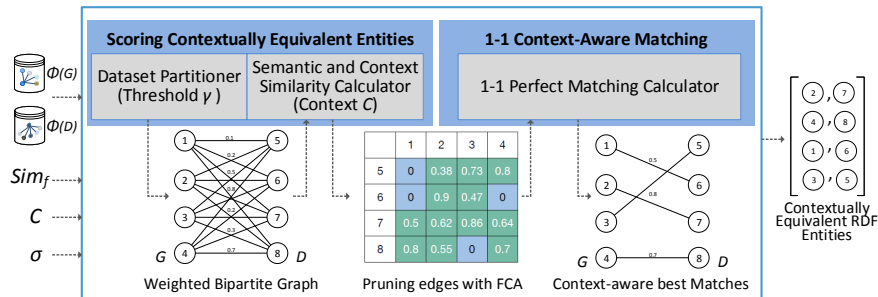 Scoring Contextually Equivalent Entities
1-1 Context-Aware Matching
Dataset Partitioner
(Threshold γ )
Semantic and Context
Similarity Calculator
(Context C)
1-1 Perfect Matching Calculator
Φ(G)
Φ(D)
Sim_f
C
σ
1 0.1 5
0.2
2 0.5 6
0.8
0.2
3 7
0.3
G 4 0.7 8 D
Weighted Bipartite Graph
1 2 3 4
5 0 0.38 0.73 0.8
6 0 0.9 0.47 0
7 0.5 0.62 0.86 0.64
8 0.8 0.55 0 0.7
Pruning edges with FCA
1 5
0.5
2 6
0.8
3 7
G 4 0.7 8 D
Context-aware best Matches
2 , 7
4 , 8
1 , 6
3 , 5
Contextually
Equivalent RDF
Entities